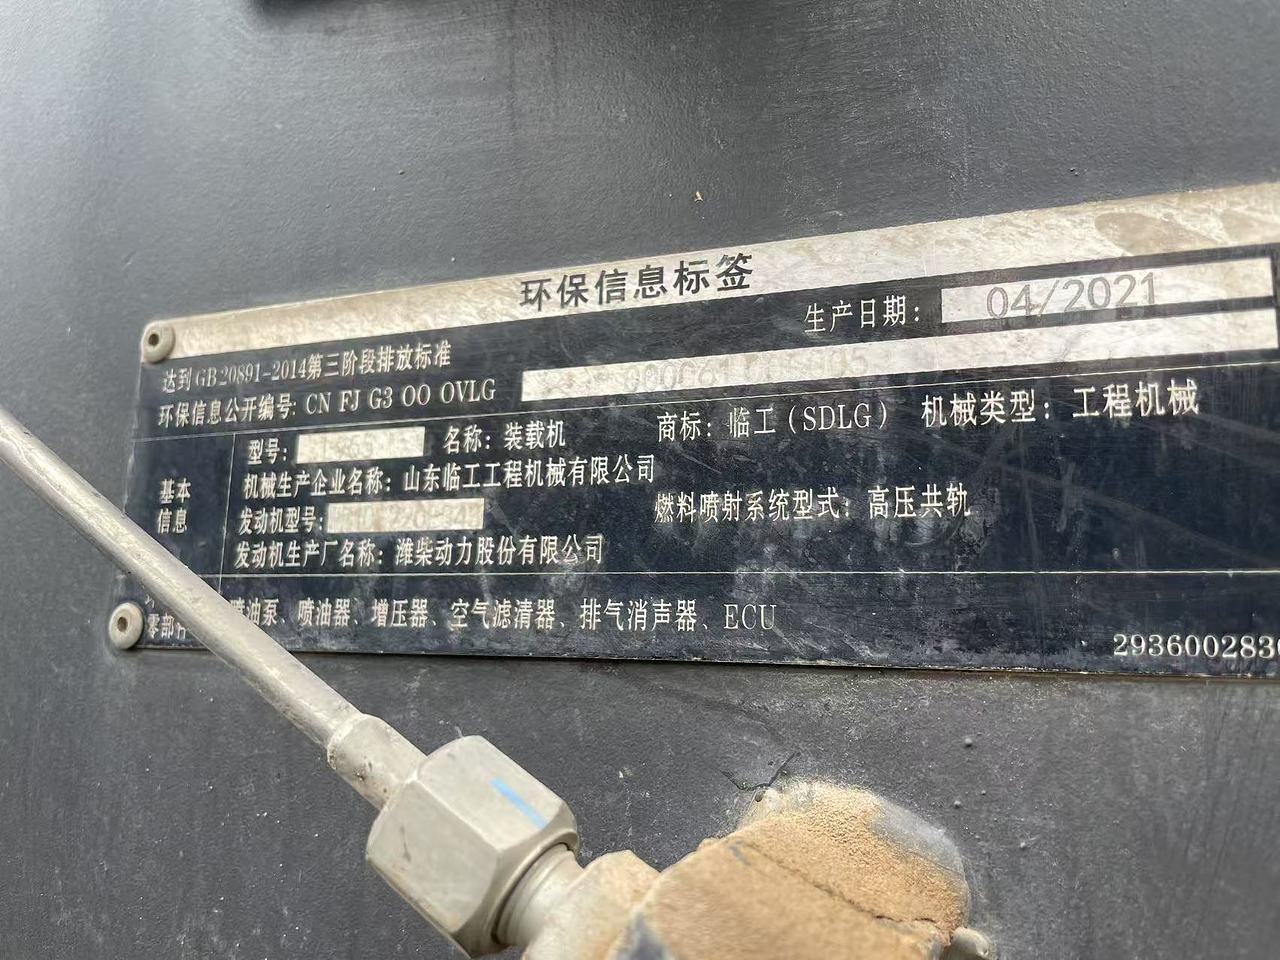 环保信息标签
生产日期: 04/2021
达到GB 20891-2014第三阶段排放标准
环保信息公开编号: CN FJ G3 OO OVLG
型号: 名称: 装载机 商标: 临工(SDLG) 机械类型: 工程机械
基本
信息
机械生产企业名称: 山东临工工程机械有限公司
发动机型号: 燃料喷射系统型式: 高压共轨
发动机生产厂名称: 潍柴动力股份有限公司
零部 喷油泵、喷油器、增压器、空气滤清器、排气消声器、ECU
293600283